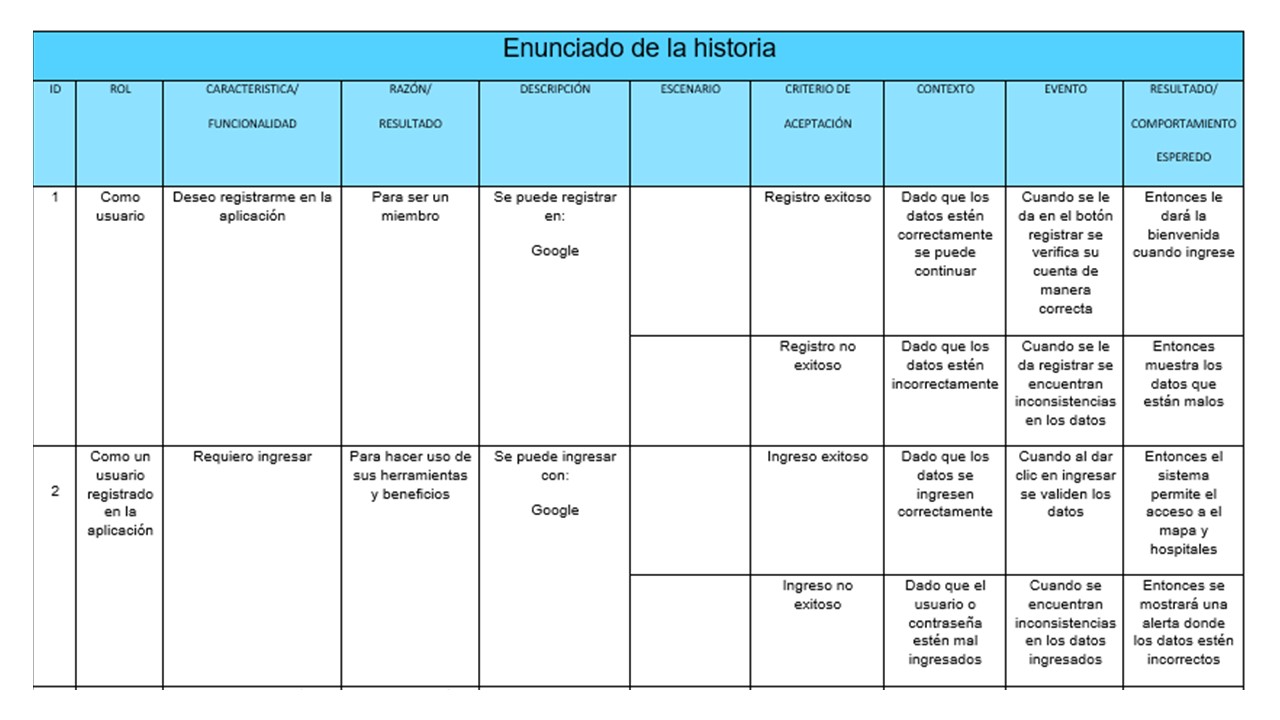 Enunciado de la historia
ID
ROL
CARACTERISTICA/
FUNCIONALIDAD
RAZÓN/
RESULTADO
DESCRIPCIÓN
ESCENARIO
CRITERIO DE
ACEPTACIÓN
CONTEXTO
EVENTO
RESULTADO/
COMPORTAMIENTO
ESPEREDO
1
Como
usuario
Deseo registrarme en la
aplicación
Para ser un
miembro
Se puede registrar
en:
Google
Registro exitoso
Dado que los
datos estén
correctamente
se puede
continuar
Cuando se le
da en el botón
registrar se
verifica su
cuenta de
manera
correcta
Entonces le
dará la
bienvenida
cuando ingrese
Registro no
exitoso
Dado que los
datos estén
incorrectamente
Cuando se le
da registrar se
encuentran
inconsistencias
en los datos
Entonces
muestra los
datos que
están malos
2
Como un
usuario
registrado
en la
aplicación
Requiero ingresar
Para hacer uso de
sus herramientas
y beneficios
Se puede ingresar
con:
Google
Ingreso exitoso
Dado que los
datos se
ingresen
correctamente
Cuando al dar
clic en ingresar
se validen los
datos
Entonces el
sistema
permite el
acceso a el
mapa y
hospitales
Ingreso no
exitoso
Dado que el
usuario o
contraseña
estén mal
ingresados
Cuando se
encuentran
inconsistencias
en los datos
ingresados
Entonces se
mostrará una
alerta donde
los datos estén
incorrectos